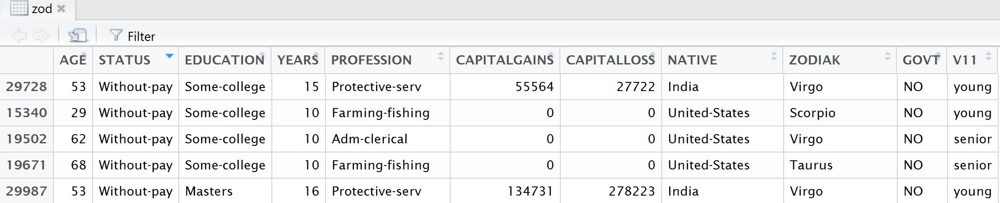 zod
Filter
AGE STATUS EDUCATION YEARS PROFESSION CAPITALGAINS CAPITALLOSS NATIVE ZODIAK GOVT V11
29728 53 Without-pay Some-college 15 Protective-serv 55564 27722 India Virgo NO young
15340 29 Without-pay Some-college 10 Farming-fishing 0 0 United-States Scorpio NO young
19502 62 Without-pay Some-college 10 Adm-clerical 0 0 United-States Virgo NO senior
19671 68 Without-pay Some-college 10 Farming-fishing 0 0 United-States Taurus NO senior
29987 53 Without-pay Masters 16 Protective-serv 134731 278223 India Virgo NO young